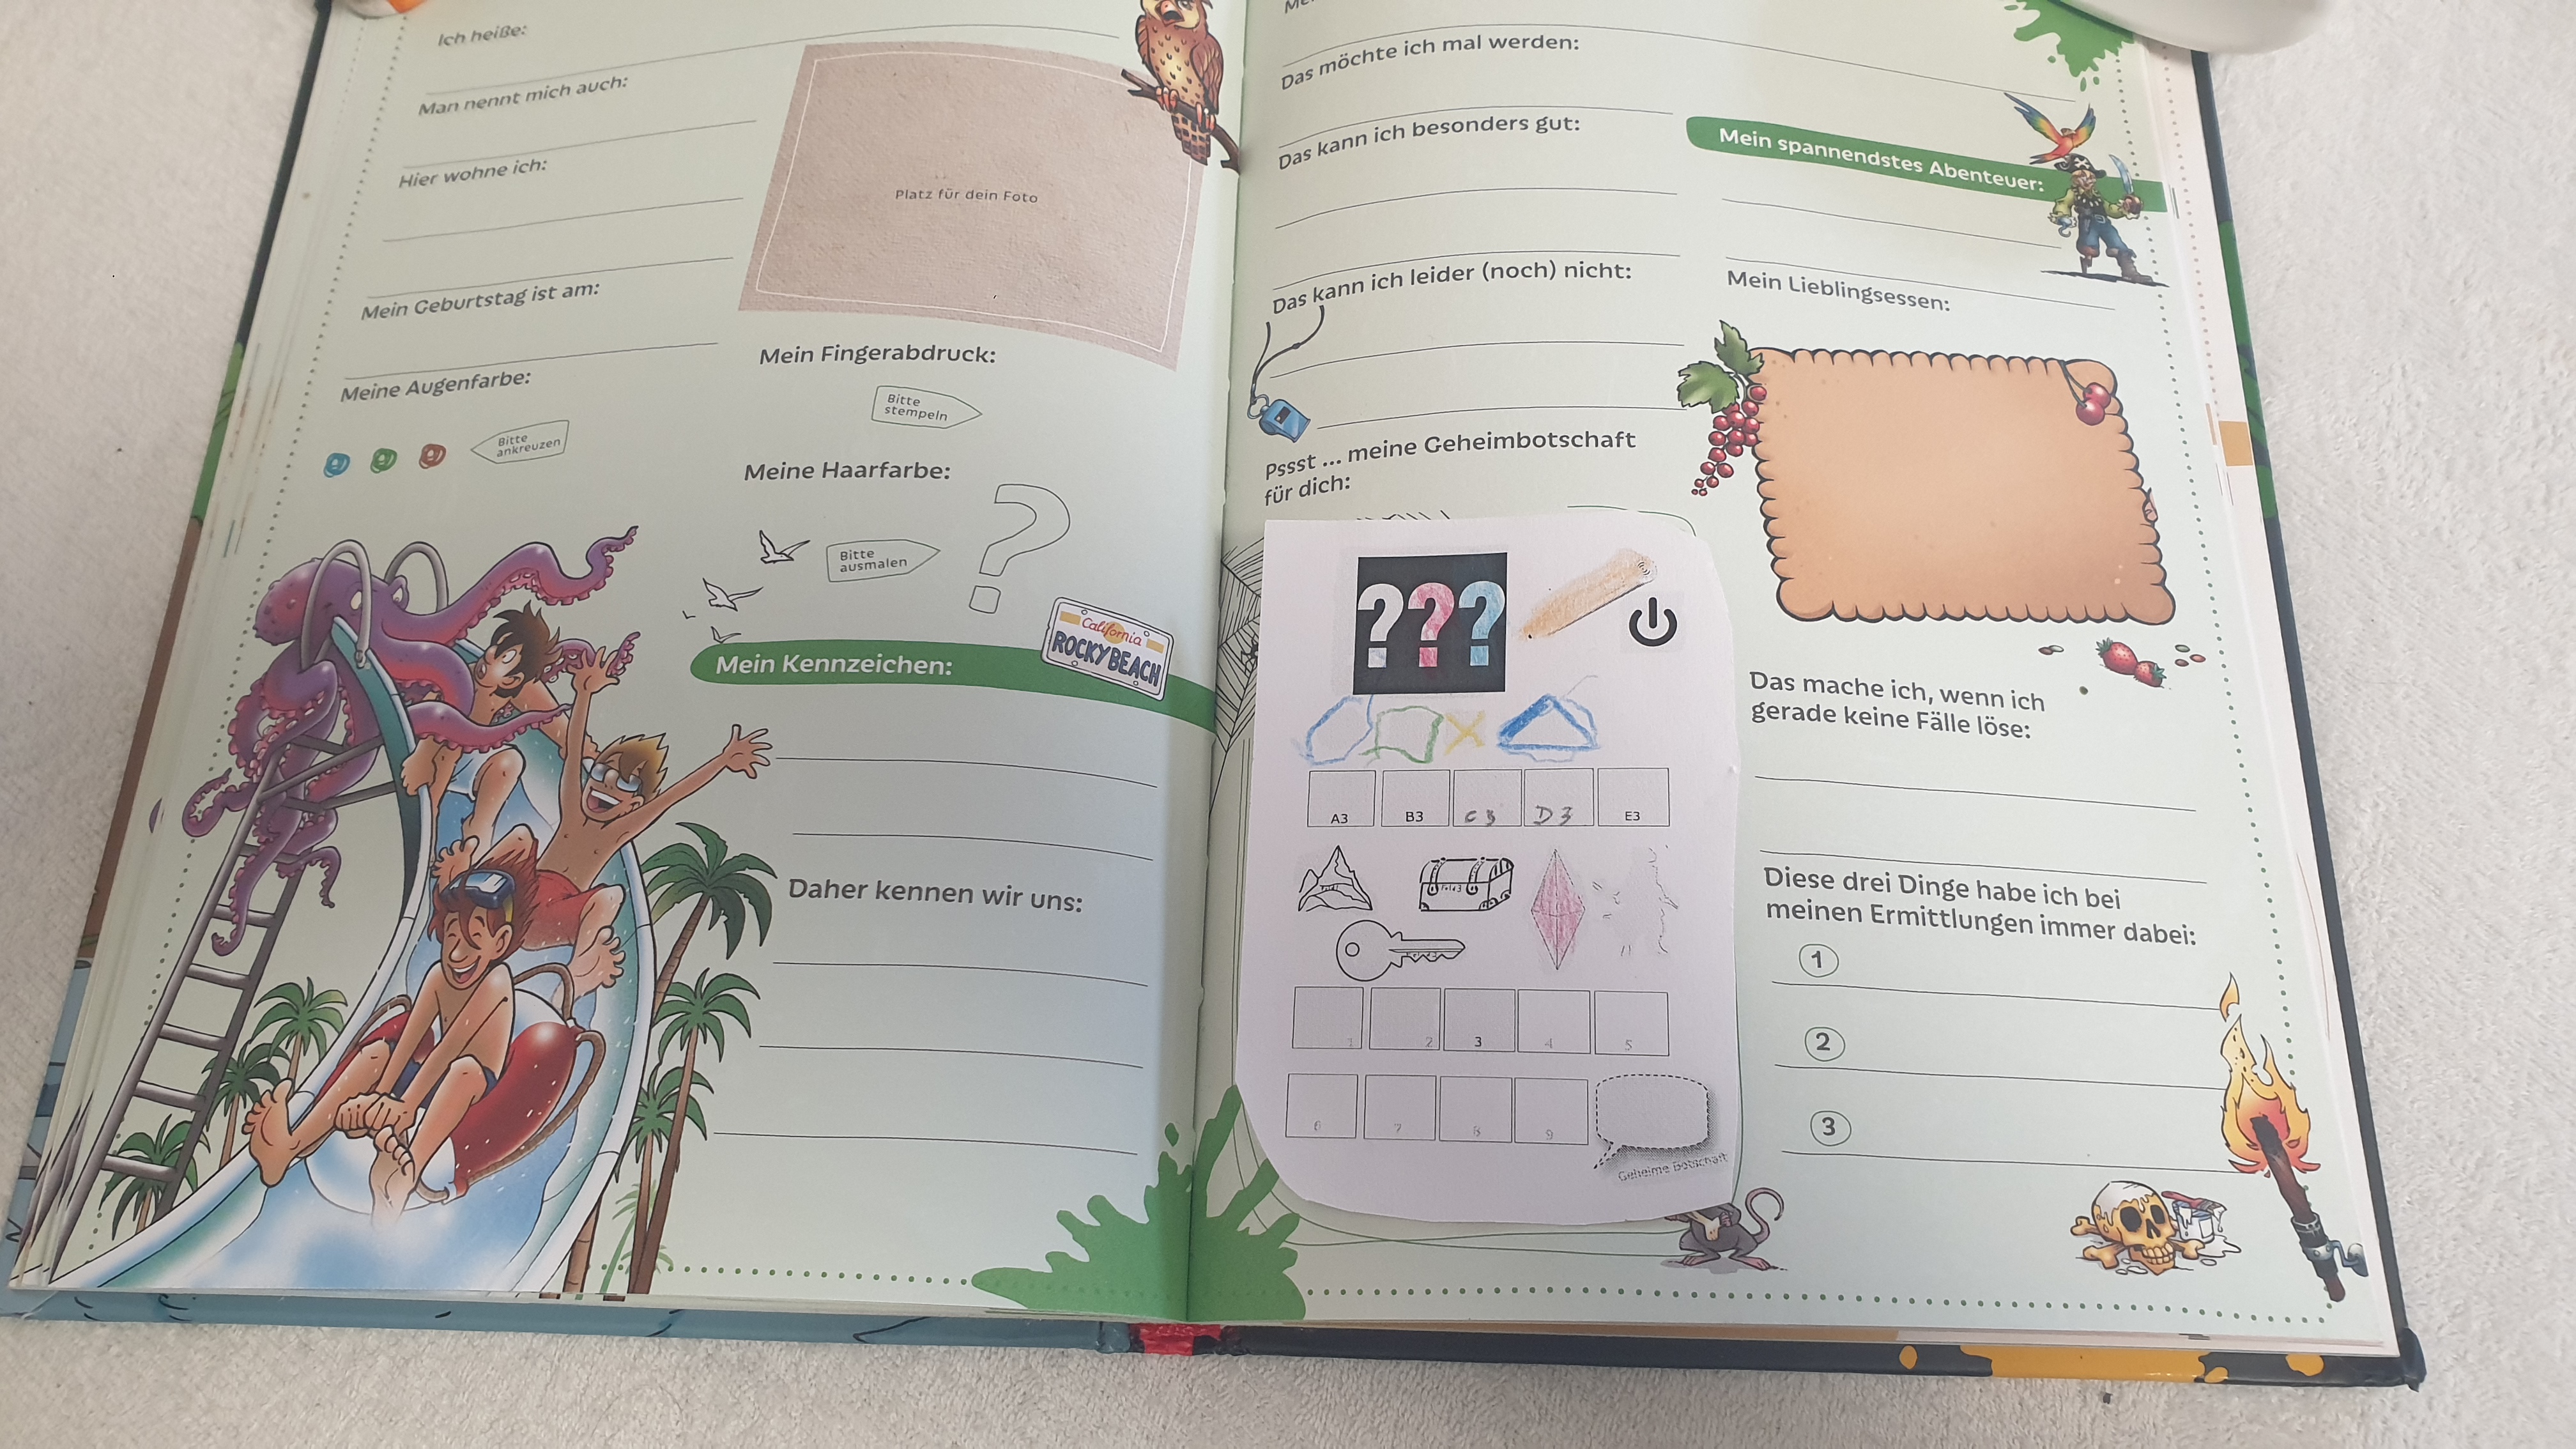 Ich heiße:
Man nennt mich auch:
Hier wohne ich:
Platz für dein Foto
Mein Geburtstag ist am:
Mein Fingerabdruck:
Bitte
stempeln
Meine Augenfarbe:
Bitte
ankreuzen
Meine Haarfarbe:
Bitte
ausmalen
?
California
ROCKY BEACH
Mein Kennzeichen:
Daher kennen wir uns:
Das möchte ich mal werden:
Das kann ich besonders gut:
Mein spannendstes Abenteuer:
Das kann ich leider (noch) nicht:
Mein Lieblingsessen:
Pssst ... meine Geheimbotschaft
für dich:
???
A3 B3 C3 D3 E3
1 2 3 4 5
6 7 8 9
Geheime Botschaft
Das mache ich, wenn ich
gerade keine Fälle löse:
Diese drei Dinge habe ich bei
meinen Ermittlungen immer dabei:
1
2
3